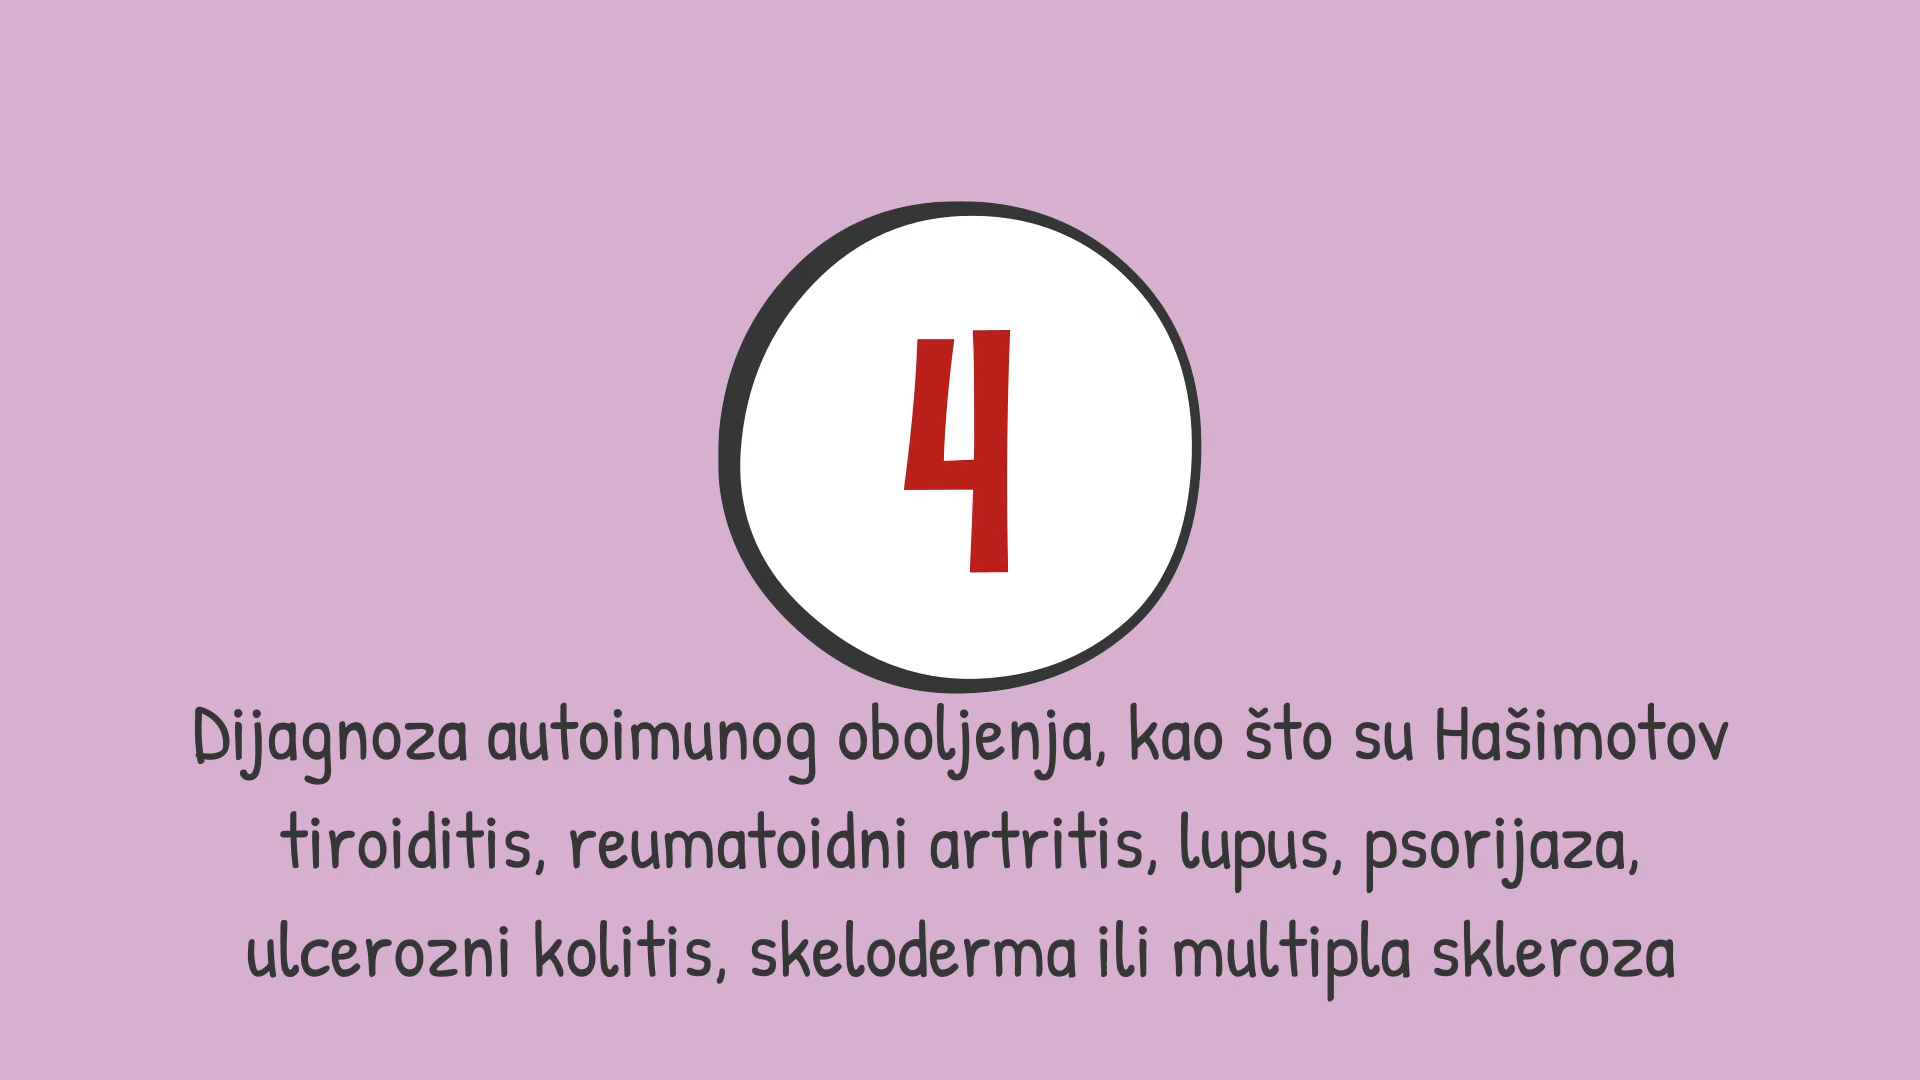 4
Dijagnoza autoimunog oboljenja, kao što su Hašimotov
tiroiditis, reumatoidni artritis, lupus, psorijaza,
ulcerozni kolitis, skeloderma ili multipla skleroza